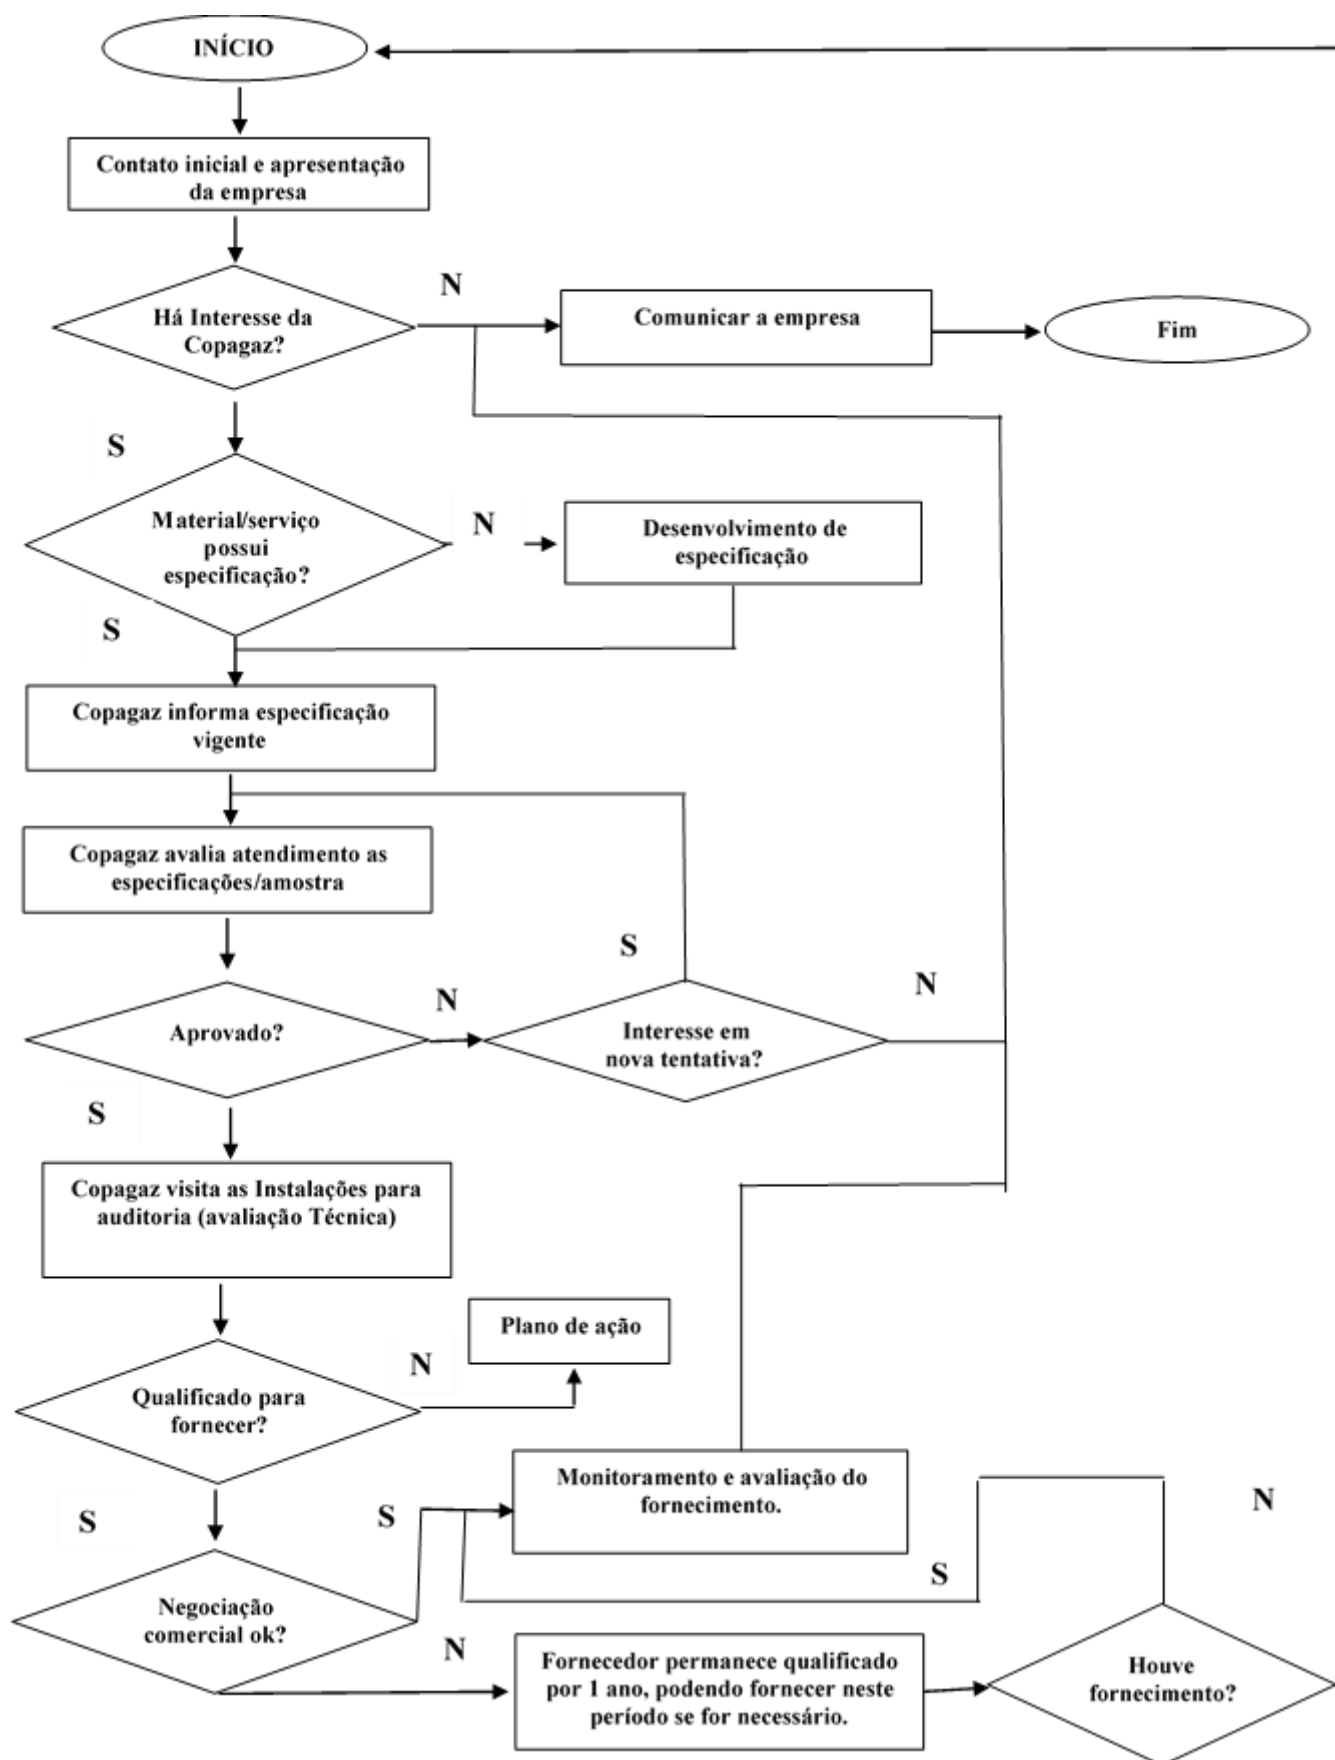 INÍCIO
Contato inicial e apresentação
da empresa
N
Há Interesse da
Copagaz?
Comunicar a empresa
Fim
S
Material/serviço
possui
especificação?
N
Desenvolvimento de
especificação
S
Copagaz informa especificação
vigente
Copagaz avalia atendimento as
especificações/amostra
S
Aprovado?
N
Interesse em
nova tentativa?
N
S
Copagaz visita as Instalações para
auditoria (avaliação Técnica)
Plano de ação
N
Qualificado para
fornecer?
S
S
Monitoramento e avaliação do
fornecimento.
N
S
Negociação
comercial ok?
N
Fornecedor permanece qualificado
por 1 ano, podendo fornecer neste
período se for necessário.
Houve
fornecimento?